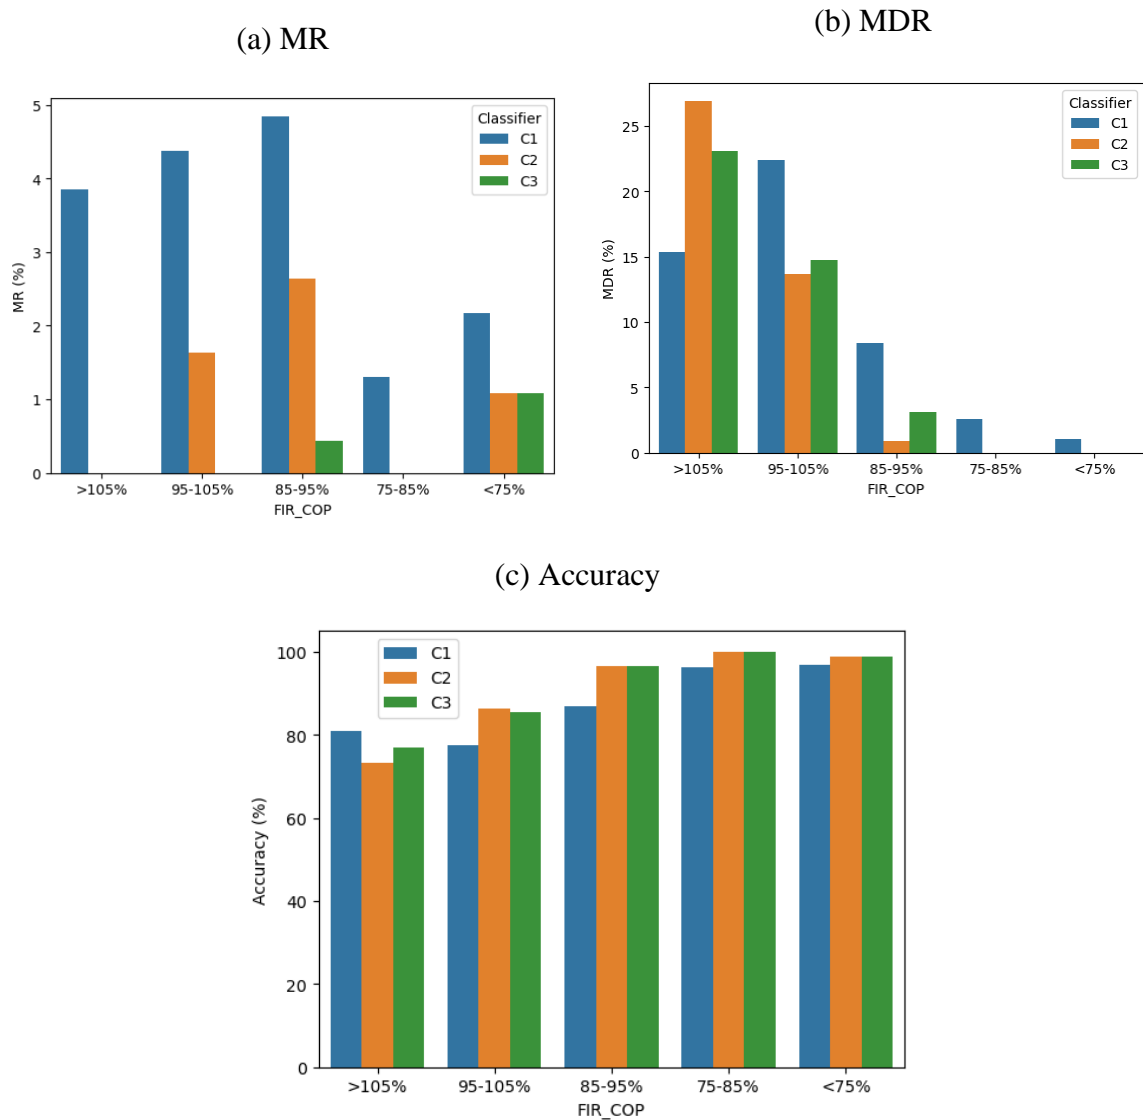 (a) MR
5
4
3
2
1
0
MR (%)
Classifier
C1
C2
C3
>105%
95-105%
85-95%
75-85%
<75%
FIR_COP
(b) MDR
25
20
15
10
5
0
MDR (%)
Classifier
C1
C2
C3
>105%
95-105%
85-95%
75-85%
<75%
FIR_COP
(c) Accuracy
100
80
60
40
20
0
Accuracy (%)
C1
C2
C3
>105%
95-105%
85-95%
75-85%
<75%
FIR_COP